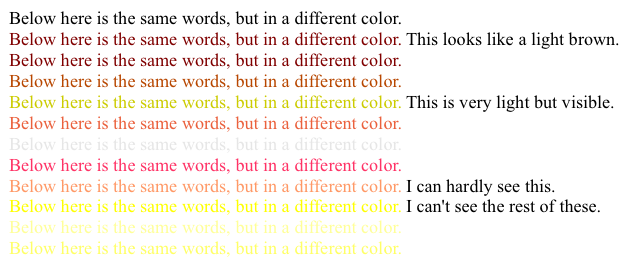 Below here is the same words, but in a different color.
Below here is the same words, but in a different color. This looks like a light brown.
Below here is the same words, but in a different color.
Below here is the same words, but in a different color.
Below here is the same words, but in a different color. This is very light but visible.
Below here is the same words, but in a different color.
Below here is the same words, but in a different color.
Below here is the same words, but in a different color.
Below here is the same words, but in a different color. I can hardly see this.
Below here is the same words, but in a different color. I can't see the rest of these.
Below here is the same words, but in a different color.
Below here is the same words, but in a different color.